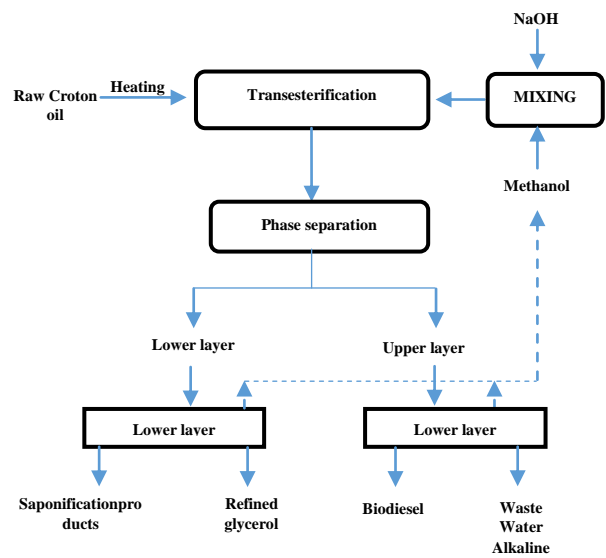 NaOH
Heating
Raw Croton
oil
Transesterification
MIXING
Methanol
Phase separation
Lower layer
Upper layer
Lower layer
Lower layer
Saponificationpro
ducts
Refined
glycerol
Biodiesel
Waste
Water
Alkaline